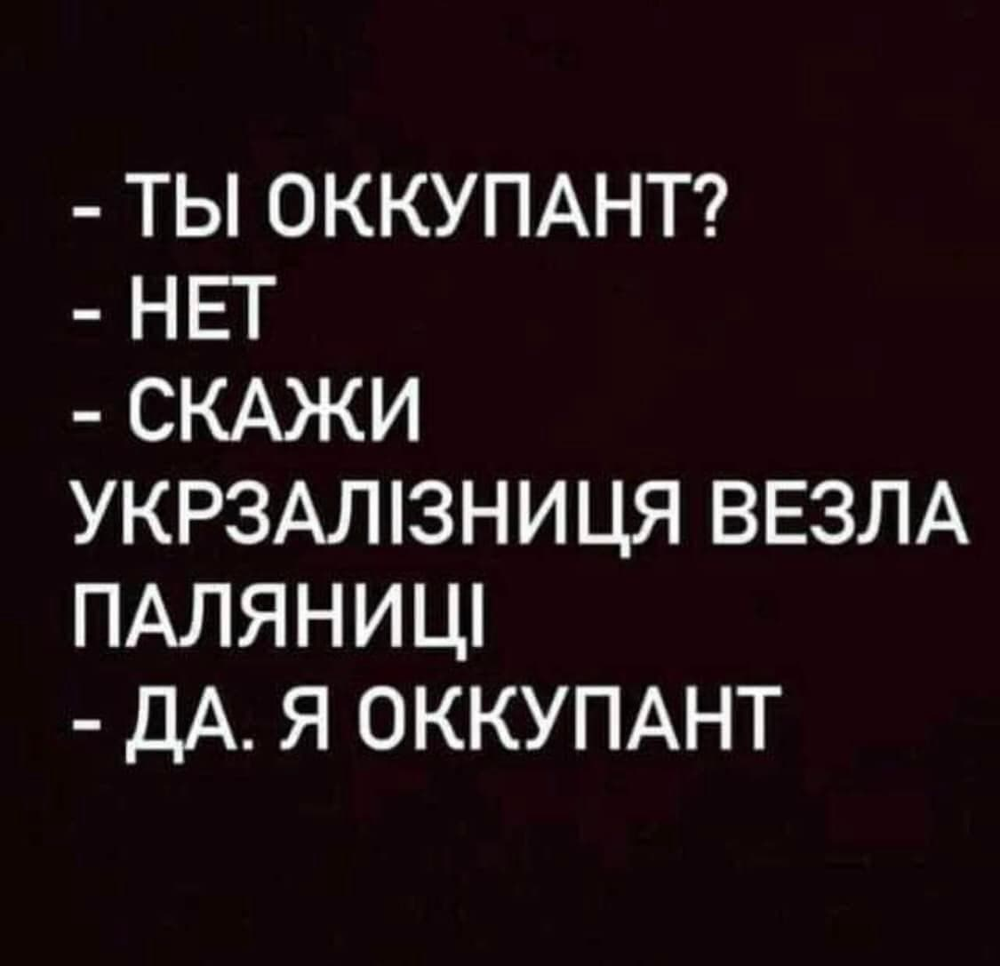 - ТЫ ОККУПАНТ?
- НЕТ
- СКАЖИ
УКРЗАЛІЗНИЦЯ ВЕЗЛА
ПАЛЯНИЦІ
- ДА. Я ОККУПАНТ